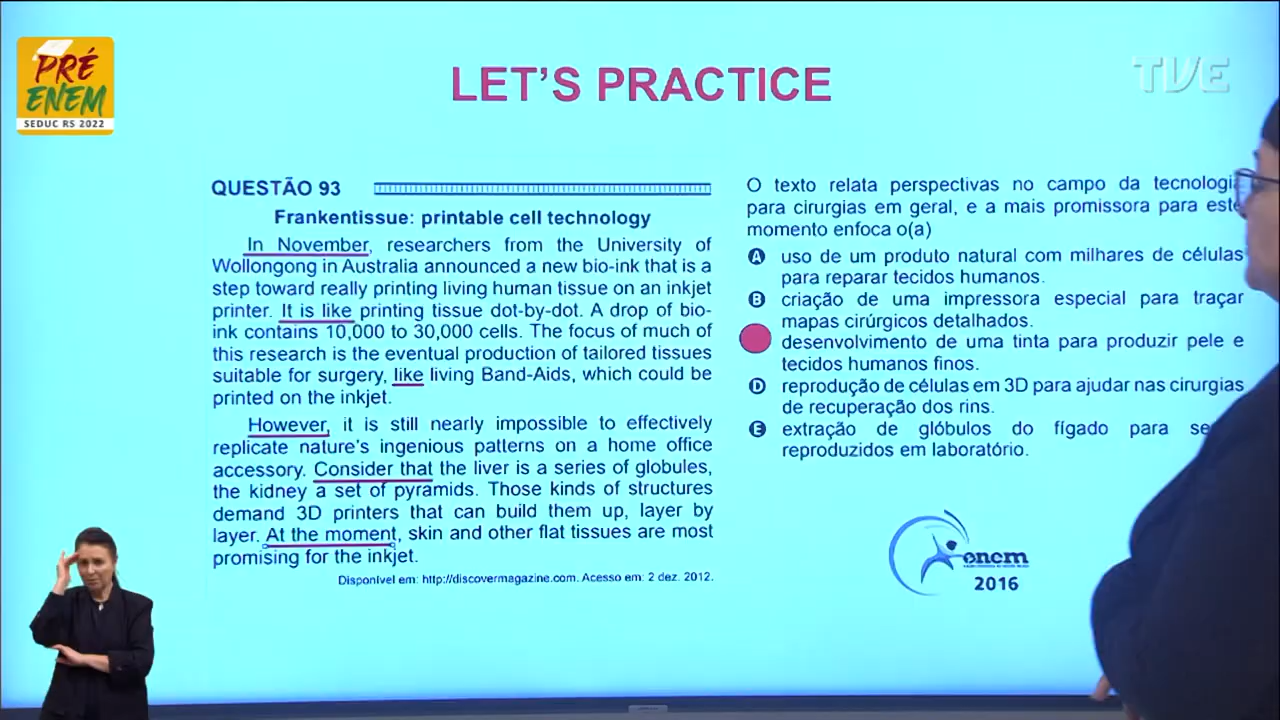 PRÉ
ENEM
SEDUC RS 2022
LET'S PRACTICE
TVE
QUESTÃO 93
Frankentissue: printable cell technology
In November, researchers from the University of
Wollongong in Australia announced a new bio-ink that is a
step toward really printing living human tissue on an inkjet
printer. It is like printing tissue dot-by-dot. A drop of bio-
ink contains 10,000 to 30,000 cells. The focus of much of
this research is the eventual production of tailored tissues
suitable for surgery, like living Band-Aids, which could be
printed on the inkjet.
However, it is still nearly impossible to effectively
replicate nature's ingenious patterns on a home office
accessory. Consider that the liver is a series of globules,
the kidney a set of pyramids. Those kinds of structures
demand 3D printers that can build them up, layer by
layer. At the moment, skin and other flat tissues are most
promising for the inkjet.
Disponível em: http://discovermagazine.com. Acesso em: 2 dez. 2012.
O texto relata perspectivas no campo da tecnologia
para cirurgias em geral, e a mais promissora para este
momento enfoca o(a)
A uso de um produto natural com milhares de células
para reparar tecidos humanos.
B criação de uma impressora especial para traçar
mapas cirúrgicos detalhados.
desenvolvimento de uma tinta para produzir pele e
tecidos humanos finos.
D reprodução de células em 3D para ajudar nas cirurgias
de recuperação dos rins.
E extração de glóbulos do fígado para
reproduzidos em laboratório.
enem
2016